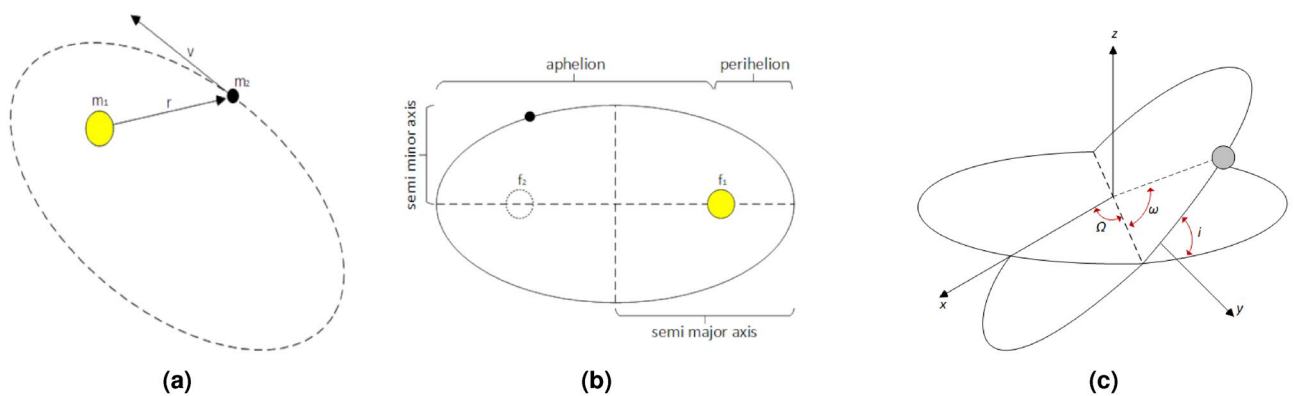 m₁
r
v
m₂
(a)
aphelion
perihelion
semi minor axis
f₂
f₁
semi major axis
(b)
z
Ω
ω
i
x
y
(c)